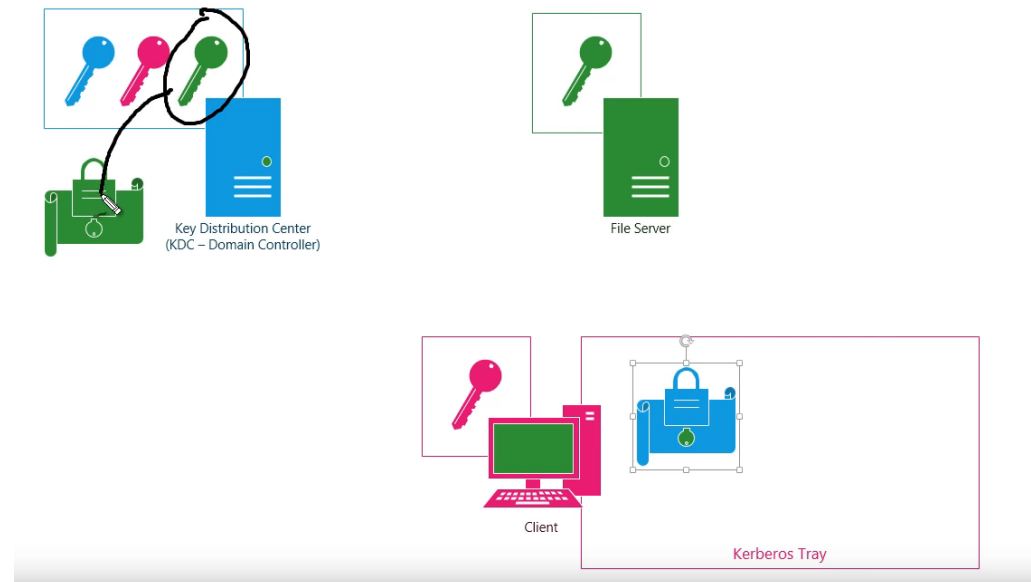 Key Distribution Center
(KDC – Domain Controller)
File Server
Client
Kerberos Tray